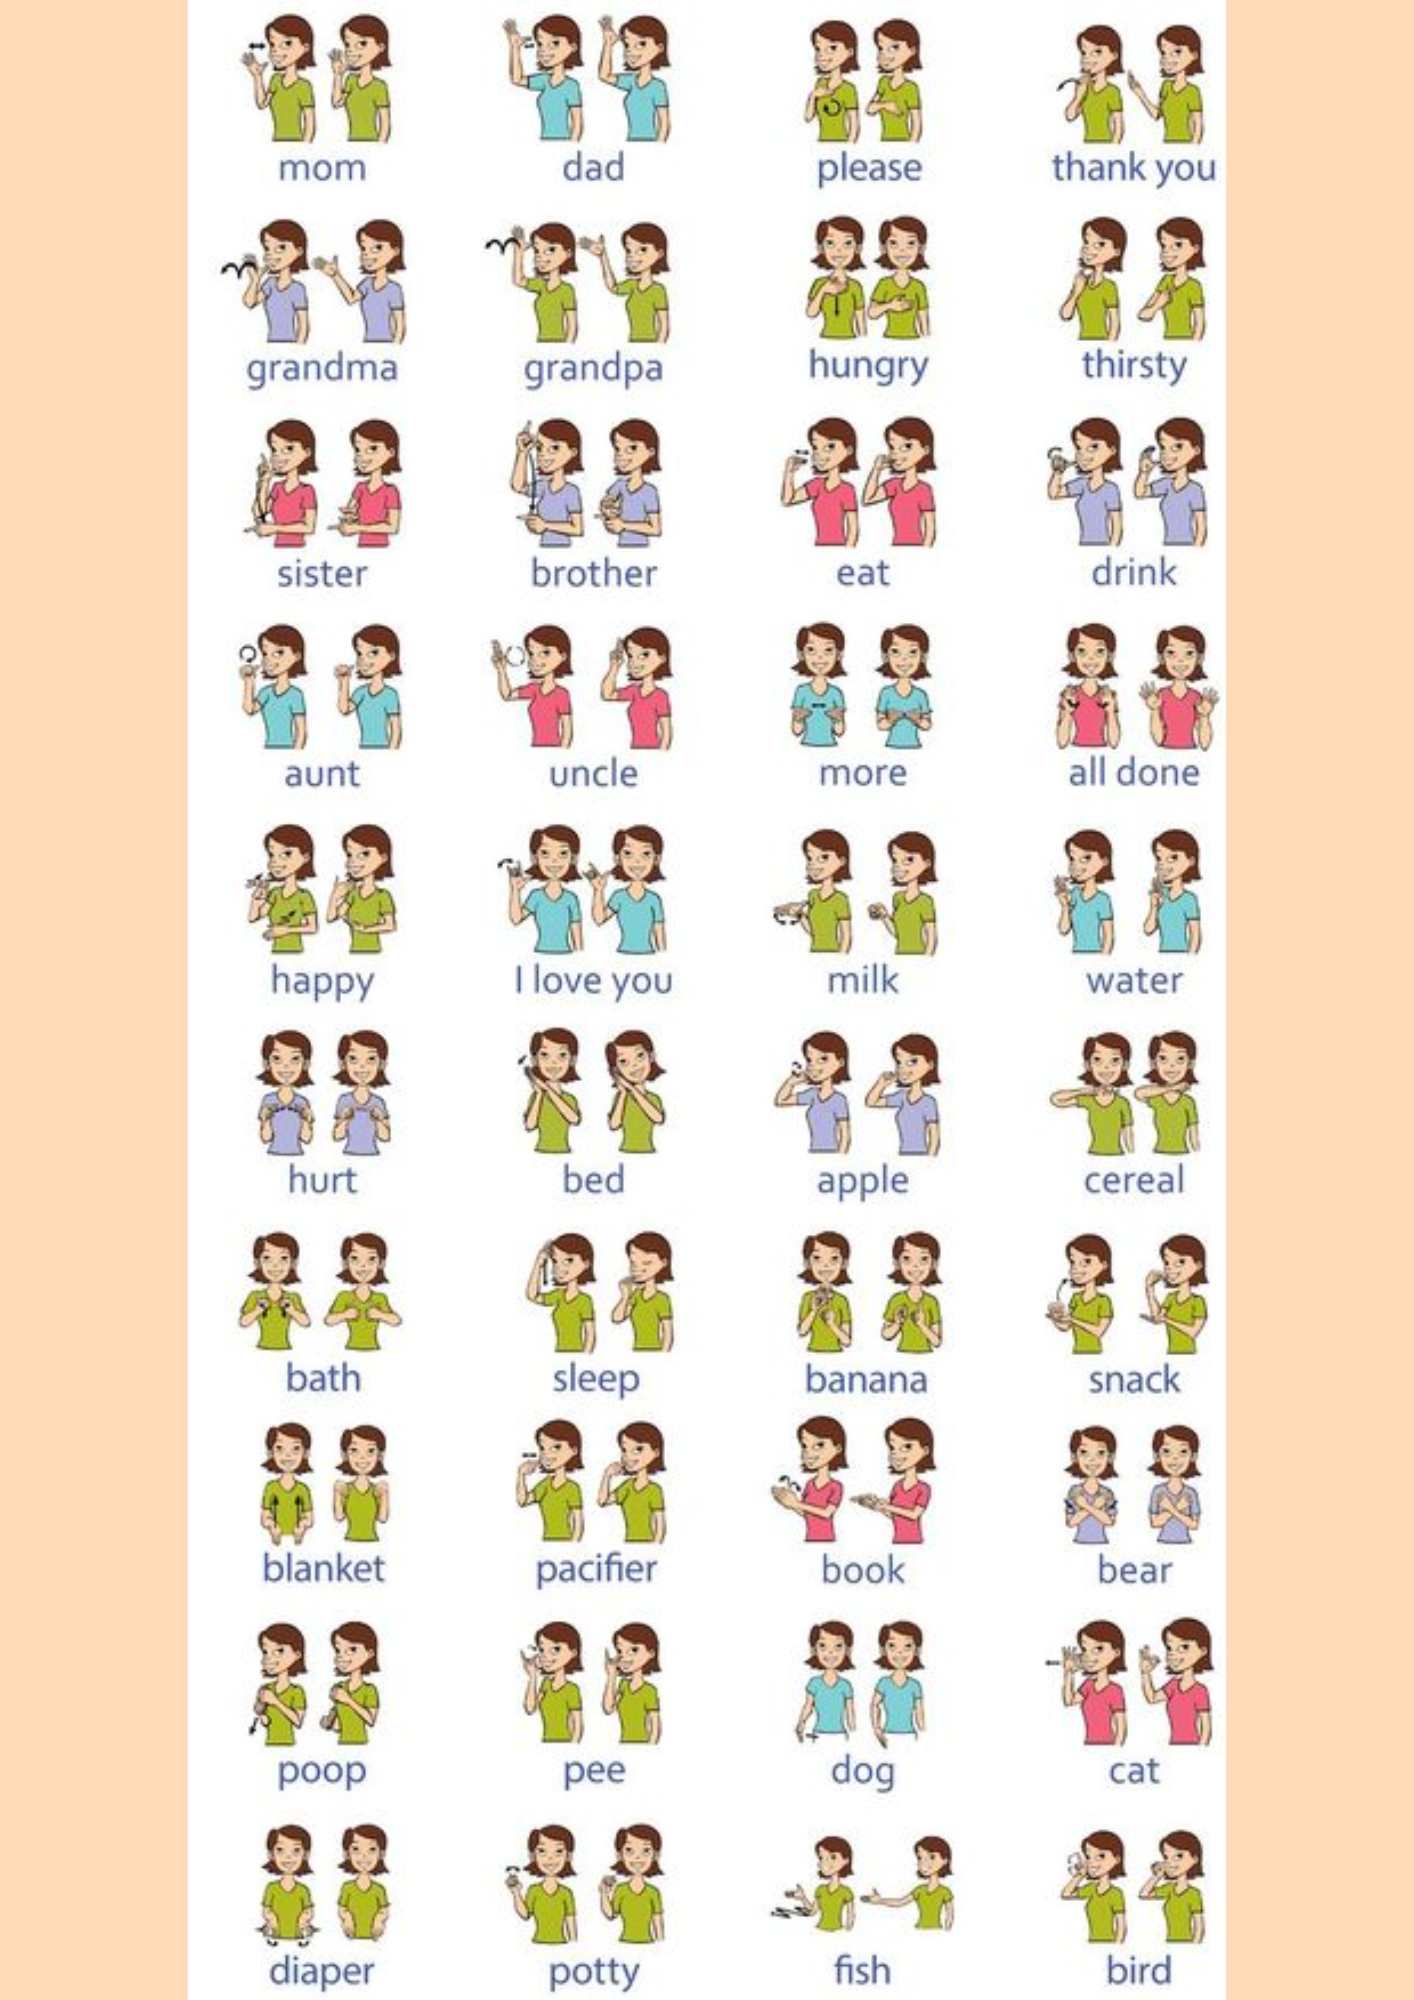 mom dad please thank you
grandma grandpa hungry thirsty
sister brother eat drink
aunt uncle more all done
happy I love you milk water
hurt bed apple cereal
bath sleep banana snack
blanket pacifier book bear
poop pee dog cat
diaper potty fish bird